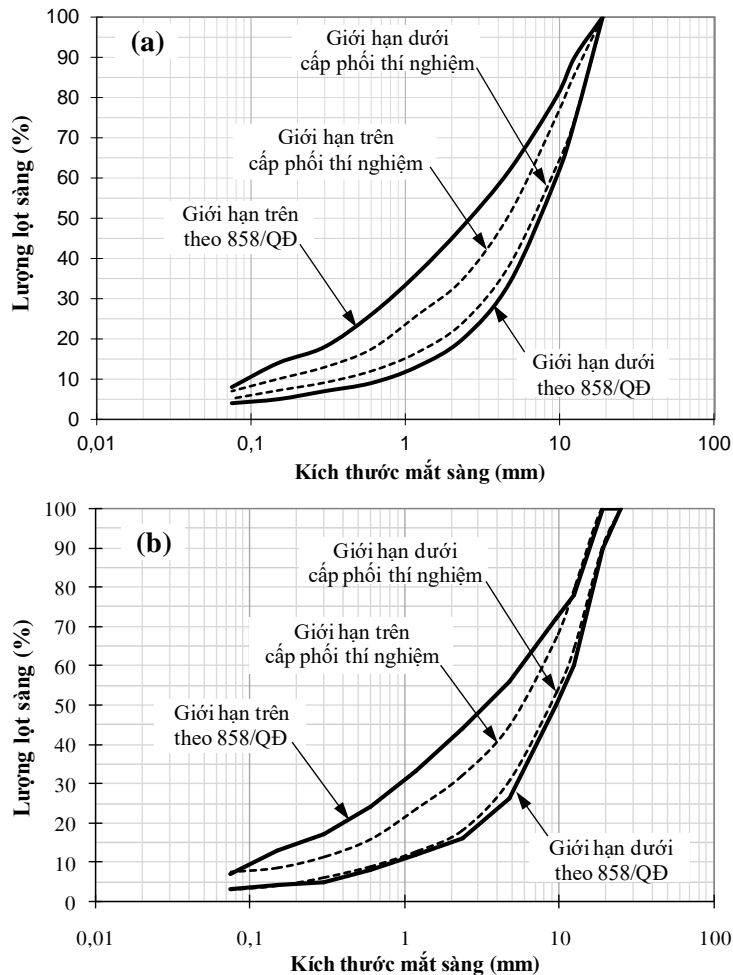 (a)
Giới hạn dưới
cấp phối thí nghiệm
Giới hạn trên
cấp phối thí nghiệm
Giới hạn trên
theo 858/QĐ
Giới hạn dưới
theo 858/QĐ
Lượng lọt sàng (%)
100
90
80
70
60
50
40
30
20
10
0
0,01
0,1
1
10
100
Kích thước mắt sàng (mm)
(b)
Giới hạn dưới
cấp phối thí nghiệm
Giới hạn trên
cấp phối thí nghiệm
Giới hạn trên
theo 858/QĐ
Giới hạn dưới
theo 858/QĐ
Lượng lọt sàng (%)
100
90
80
70
60
50
40
30
20
10
0
0,01
0,1
1
10
100
Kích thước mắt sàng (mm)